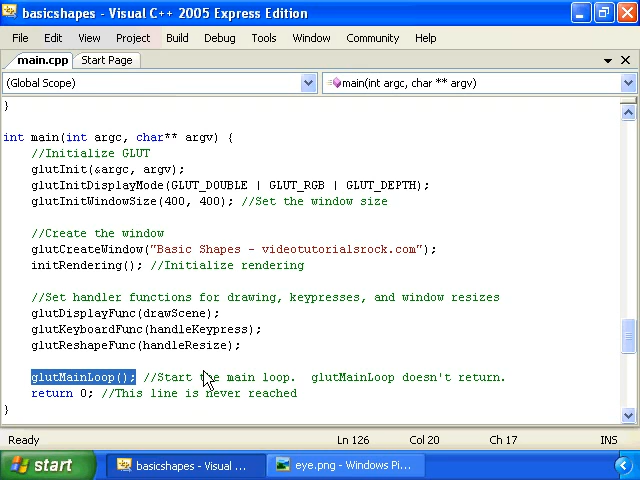 basicshapes - Visual C++ 2005 Express Edition
File Edit View Project Build Debug Tools Window Community Help
main.cpp Start Page
(Global Scope) main(int argc, char ** argv)
}
int main(int argc, char** argv) {
//Initialize GLUT
glutInit(&argc, argv);
glutInitDisplayMode(GLUT_DOUBLE | GLUT_RGB | GLUT_DEPTH);
glutInitWindowSize(400, 400); //Set the window size
//Create the window
glutCreateWindow("Basic Shapes - videotutorialsrock.com");
initRendering(); //Initialize rendering
//Set handler functions for drawing, keypresses, and window resizes
glutDisplayFunc(drawScene);
glutKeyboardFunc(handleKeypress);
glutReshapeFunc(handleResize);
glutMainLoop(); //Start the main loop.  glutMainLoop doesn't return.
return 0; //This line is never reached
}
Ready Ln 126 Col 20 Ch 17 INS
start basicshapes - Visual ... eye.png - Windows Pi...